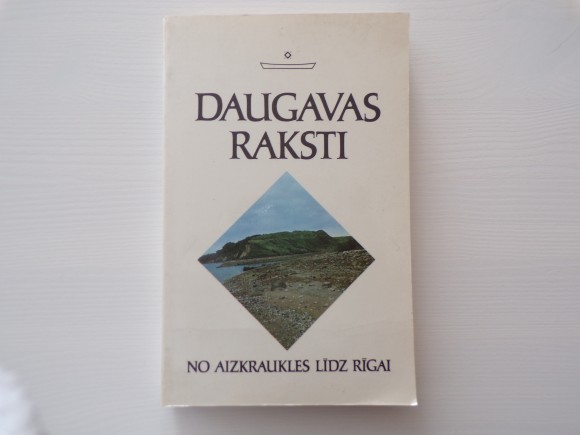 DAUGAVAS
RAKSTI
NO AIZKRAUKLES LĪDZ RĪGAI